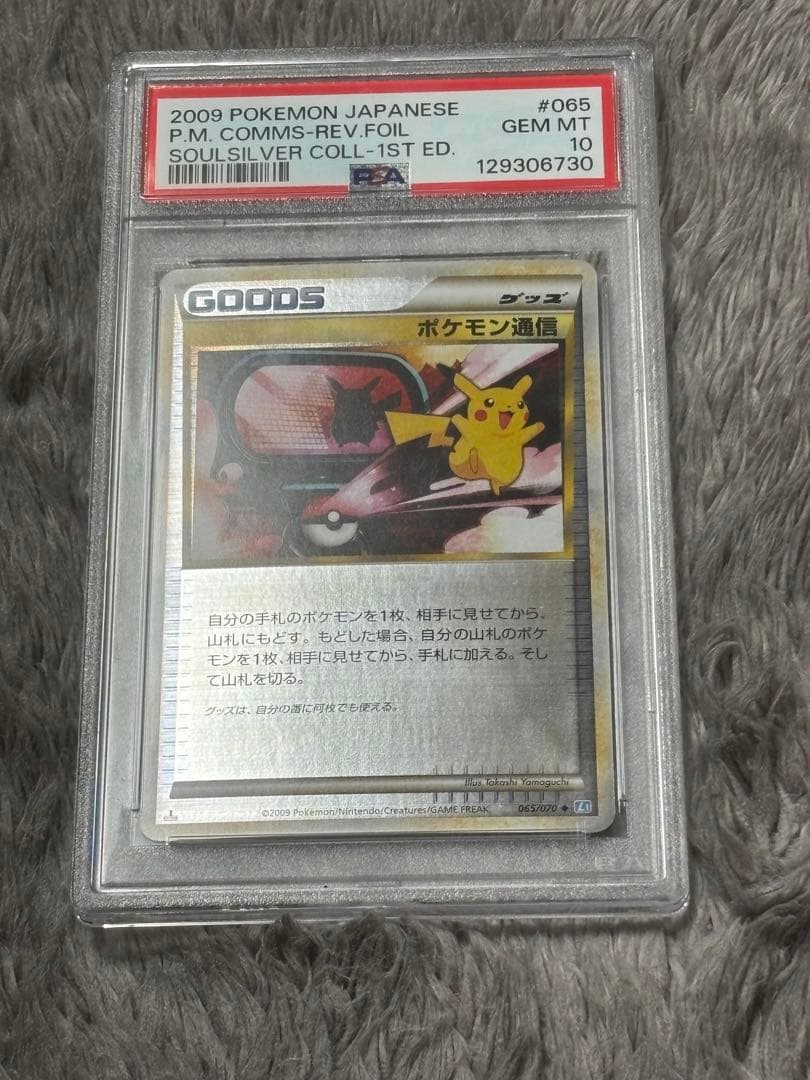 2009 POKEMON JAPANESE #065
P.M. COMMS-REV.FOIL GEM MT
SOULSILVER COLL-1ST ED. 10
PSA 129306730
GOODS グッズ
ポケモン通信
自分の手札のポケモンを1枚、相手に見せてから、
山札にもどす。もどした場合、自分の山札のポケ
モンを1枚、相手に見せてから、手札に加える。そし
て山札を切る。
グッズは、自分の番に何枚でも使える。
Illus. Takashi Yamaguchi
©2009 Pokémon/Nintendo/Creatures/GAME FREAK. 065/070 ◆ L1
PSA